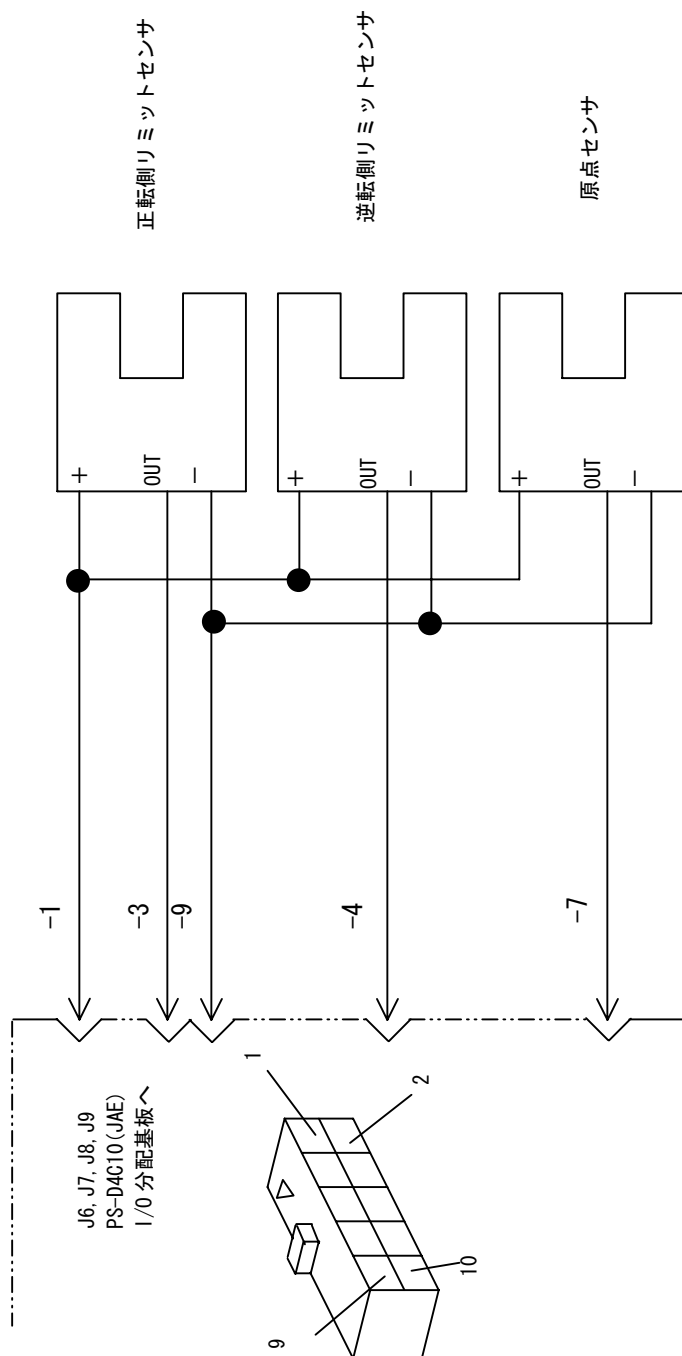 正転側リミットセンサ
逆転側リミットセンサ
原点センサ
+
OUT
−
+
OUT
−
+
OUT
−
-1
-3
-9
-4
-7
J6, J7, J8, J9
PS-D4C10(JAE)
I/O分配基板へ
1
2
9
10